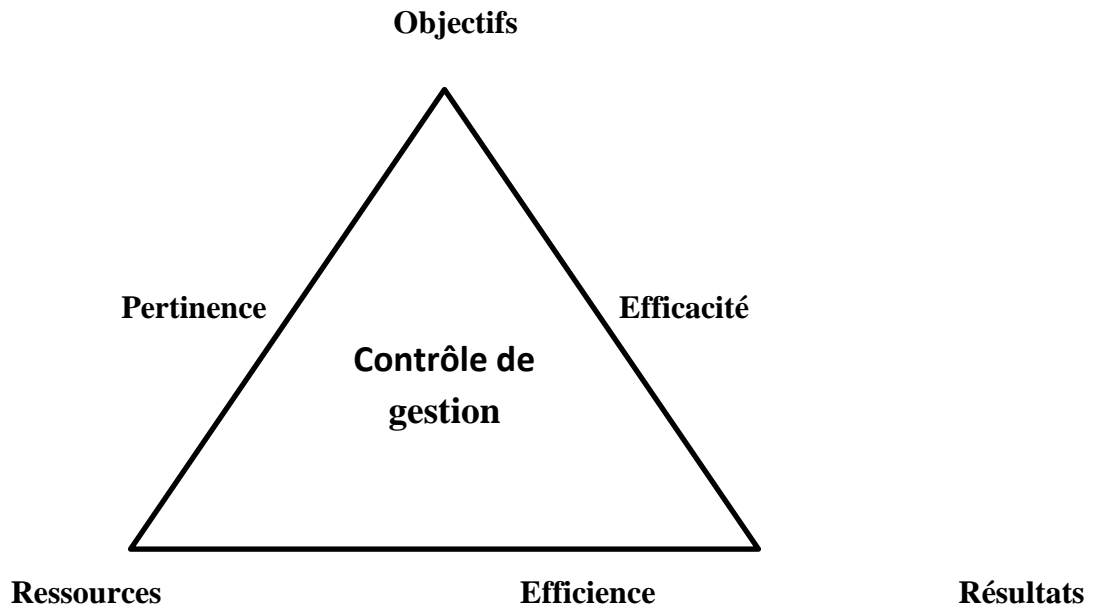 Objectifs
Pertinence Efficacité
Contrôle de
gestion
Ressources Efficience Résultats